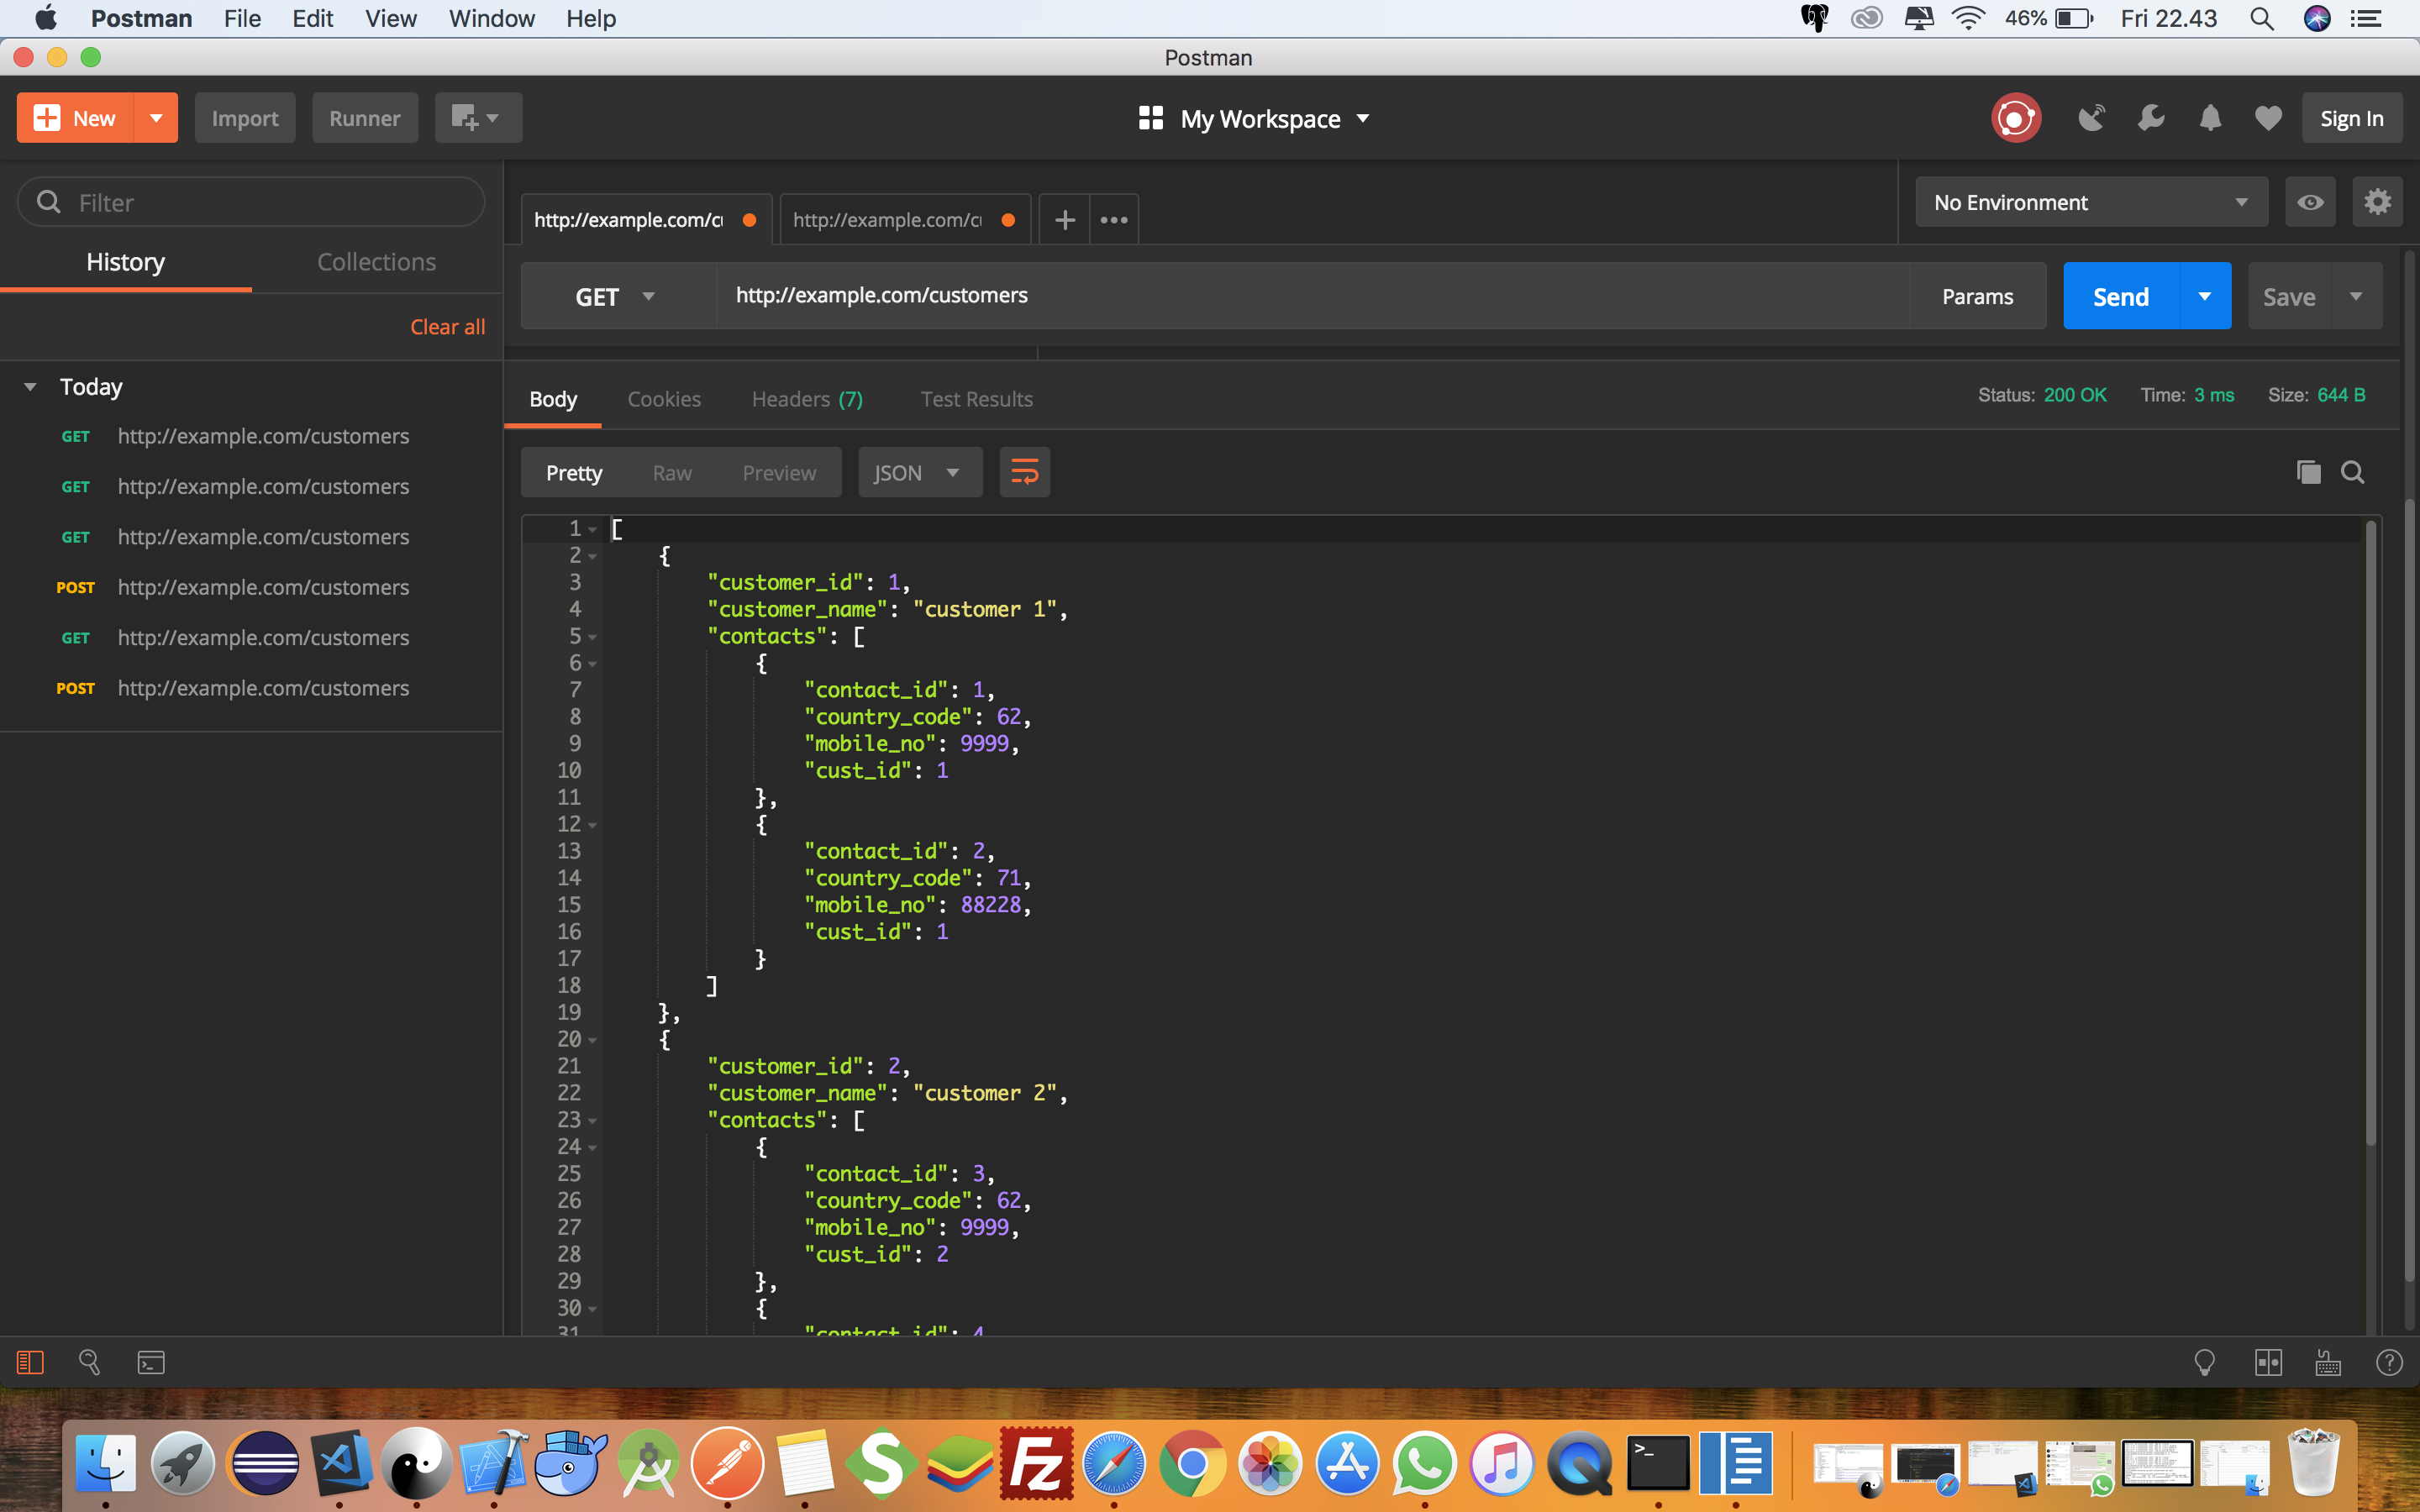 Postman File Edit View Window Help 46% Fri 22.43
Postman
New Import Runner My Workspace Sign In
Filter
History Collections
Clear all
Today
GET http://example.com/customers
GET http://example.com/customers
GET http://example.com/customers
POST http://example.com/customers
GET http://example.com/customers
POST http://example.com/customers
http://example.com/c http://example.com/c No Environment
GET http://example.com/customers Params Send Save
Body Cookies Headers (7) Test Results Status: 200 OK Time: 3 ms Size: 644 B
Pretty Raw Preview JSON
1 [
2 {
3 "customer_id": 1,
4 "customer_name": "customer 1",
5 "contacts": [
6 {
7 "contact_id": 1,
8 "country_code": 62,
9 "mobile_no": 9999,
10 "cust_id": 1
11 },
12 {
13 "contact_id": 2,
14 "country_code": 71,
15 "mobile_no": 88228,
16 "cust_id": 1
17 }
18 ]
19 },
20 {
21 "customer_id": 2,
22 "customer_name": "customer 2",
23 "contacts": [
24 {
25 "contact_id": 3,
26 "country_code": 62,
27 "mobile_no": 9999,
28 "cust_id": 2
29 },
30 {
31 "contact_id": 4